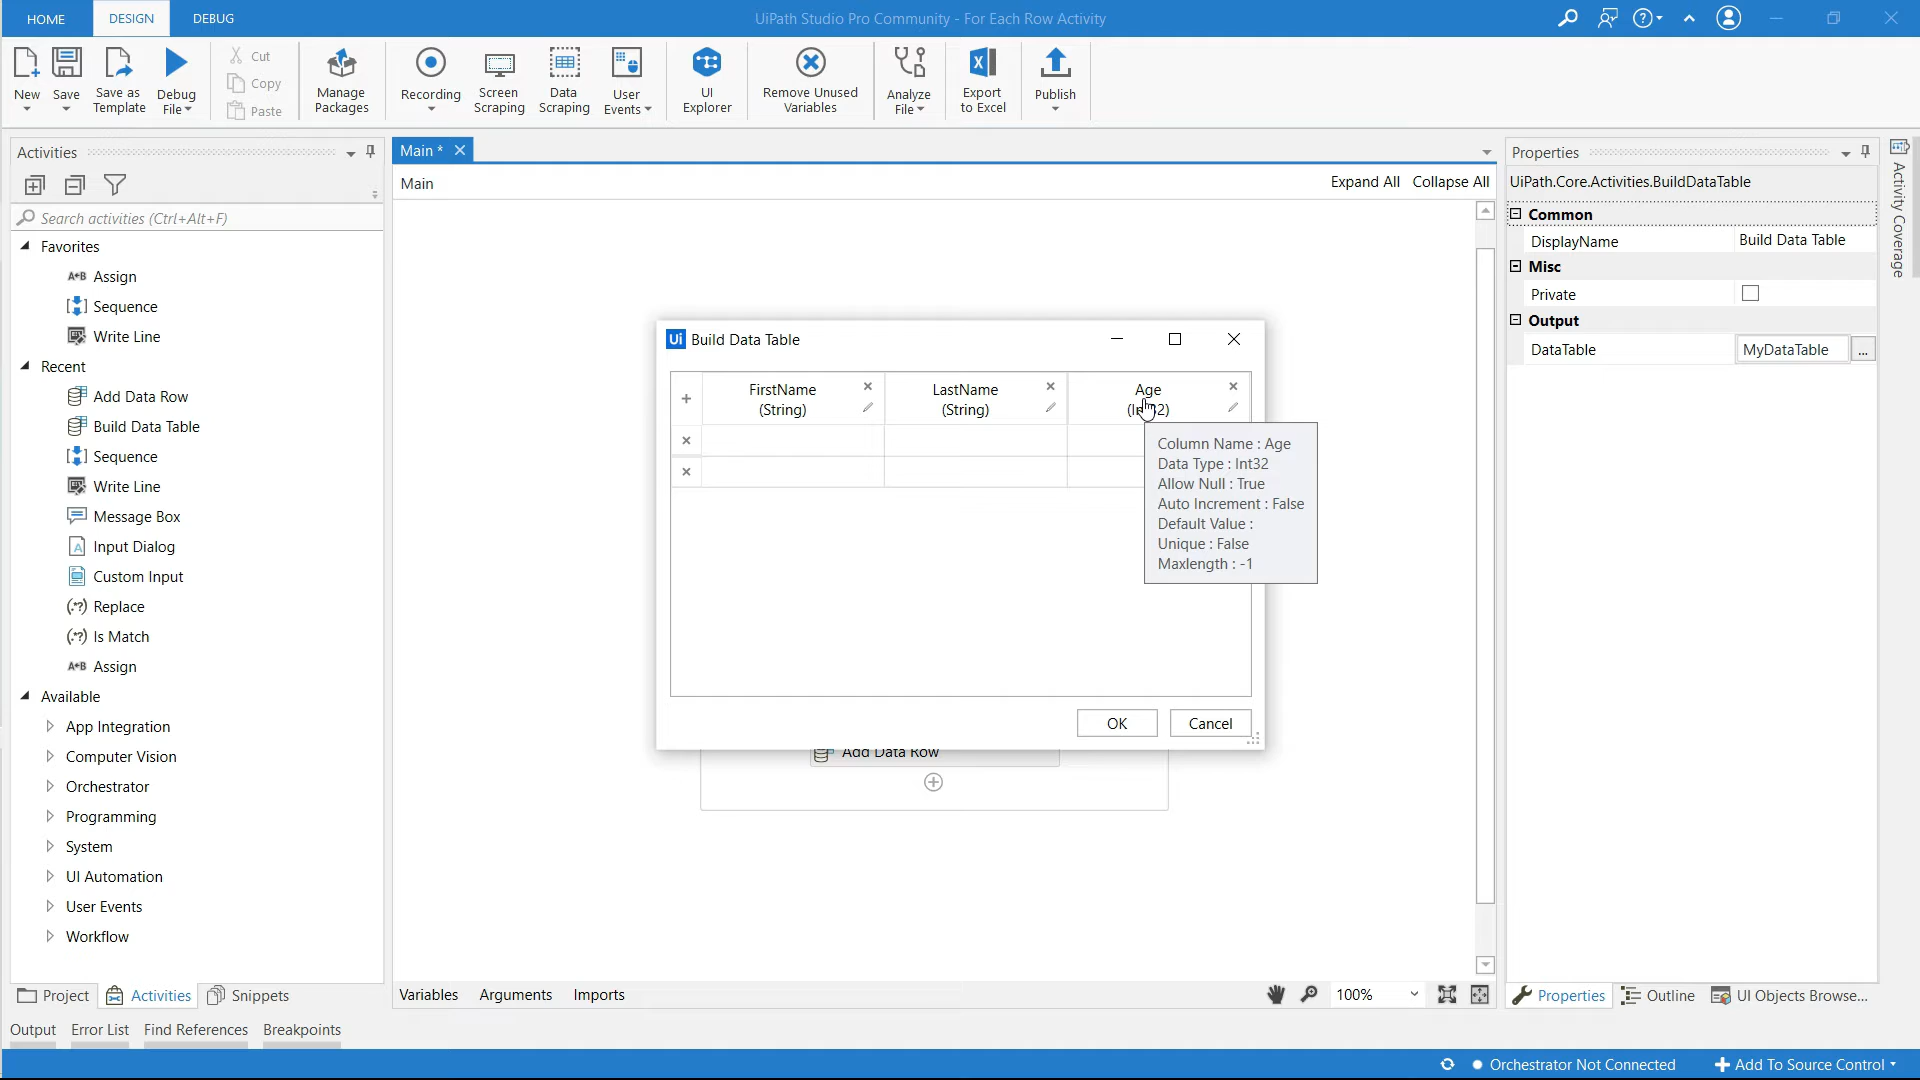 HOME
DESIGN
DEBUG
UiPath Studio Pro Community - For Each Row Activity
New
Save
Save as Template
Debug File
Cut
Copy
Paste
Manage Packages
Recording
Screen Scraping
Data Scraping
User Events
UI Explorer
Remove Unused Variables
Analyze File
Export to Excel
Publish
Activities
Search activities (Ctrl+Alt+F)
Favorites
Assign
Sequence
Write Line
Recent
Add Data Row
Build Data Table
Sequence
Write Line
Message Box
Input Dialog
Custom Input
Replace
Is Match
Assign
Available
App Integration
Computer Vision
Orchestrator
Programming
System
UI Automation
User Events
Workflow
Project
Activities
Snippets
Main *
Main
Expand All
Collapse All
Ui Build Data Table
FirstName
(String)
LastName
(String)
Age
Column Name : Age
Data Type : Int32
Allow Null : True
Auto Increment : False
Default Value :
Unique : False
Maxlength : -1
OK
Cancel
Add Data Row
Variables
Arguments
Imports
100%
Properties
UiPath.Core.Activities.BuildDataTable
Common
DisplayName
Build Data Table
Misc
Private
Output
DataTable
MyDataTable
...
Activity Coverage
Properties
Outline
UI Objects Browse...
Output
Error List
Find References
Breakpoints
Orchestrator Not Connected
Add To Source Control